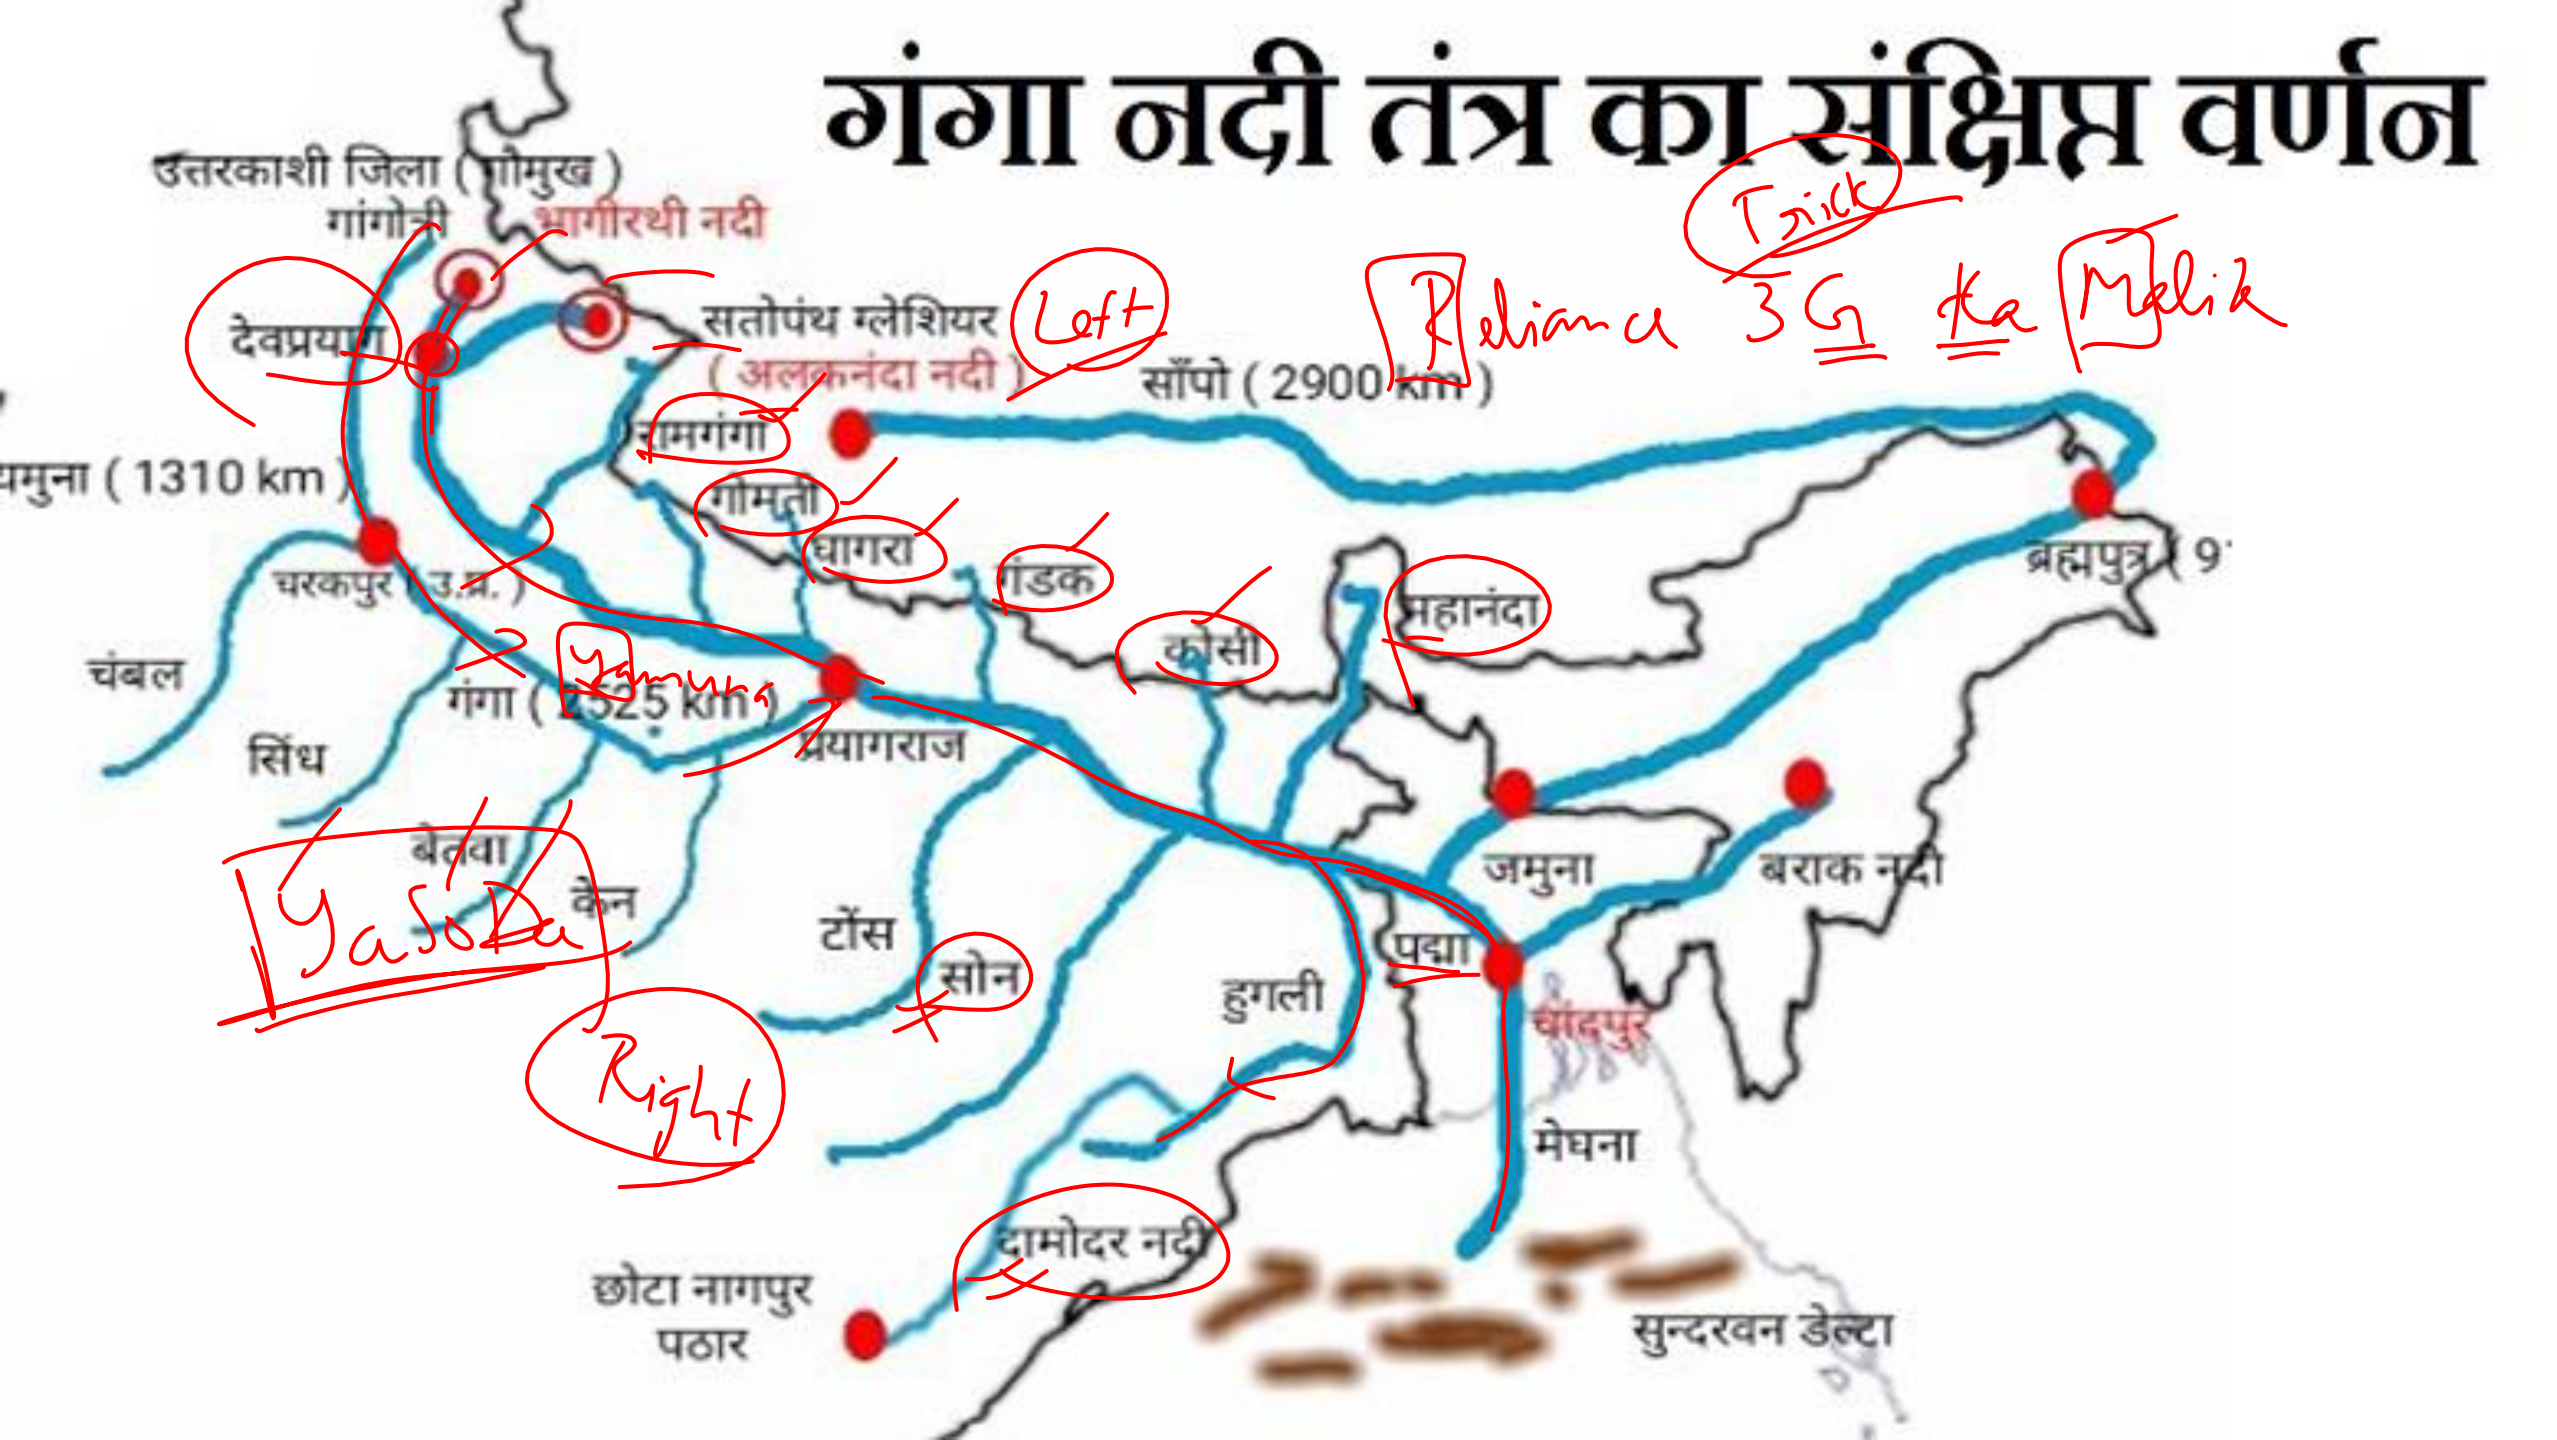 गंगा नदी तंत्र का संक्षिप्त वर्णन
उत्तरकाशी जिला ( गोमुख )
गांगोत्री
भागीरथी नदी
Trick
Reliance 3G Ka Malik
देवप्रयाग
सतोपंथ ग्लेशियर
( अलकनंदा नदी )
Left
साँपो ( 2900 km )
रामगंगा
यमुना ( 1310 km )
गोमती
घागरा
गंडक
कोसी
महानंदा
ब्रह्मपुत्र ( 9
चरकपुर ( उ.प्र. )
चंबल
Yamuna
गंगा ( 2525 km )
प्रयागराज
सिंध
बेतवा
केन
YaSoDa
टोंस
सोन
Right
हुगली
पद्मा
जमुना
बराक नदी
चांदपुर
मेघना
दामोदर नदी
छोटा नागपुर
पठार
सुन्दरवन डेल्टा